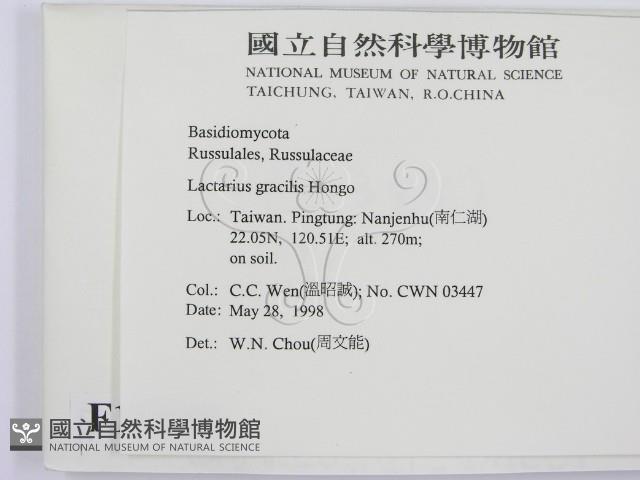 國立自然科學博物館
NATIONAL MUSEUM OF NATURAL SCIENCE
TAICHUNG, TAIWAN, R.O.CHINA
Basidiomycota
Russulales, Russulaceae
Lactarius gracilis Hongo
Loc.: Taiwan. Pingtung: Nanjenhu(南仁湖)
22.05N, 120.51E; alt. 270m;
on soil.
Col.: C.C. Wen(溫昭誠); No. CWN 03447
Date: May 28, 1998
Det.: W.N. Chou(周文能)
國立自然科學博物館
NATIONAL MUSEUM OF NATURAL SCIENCE